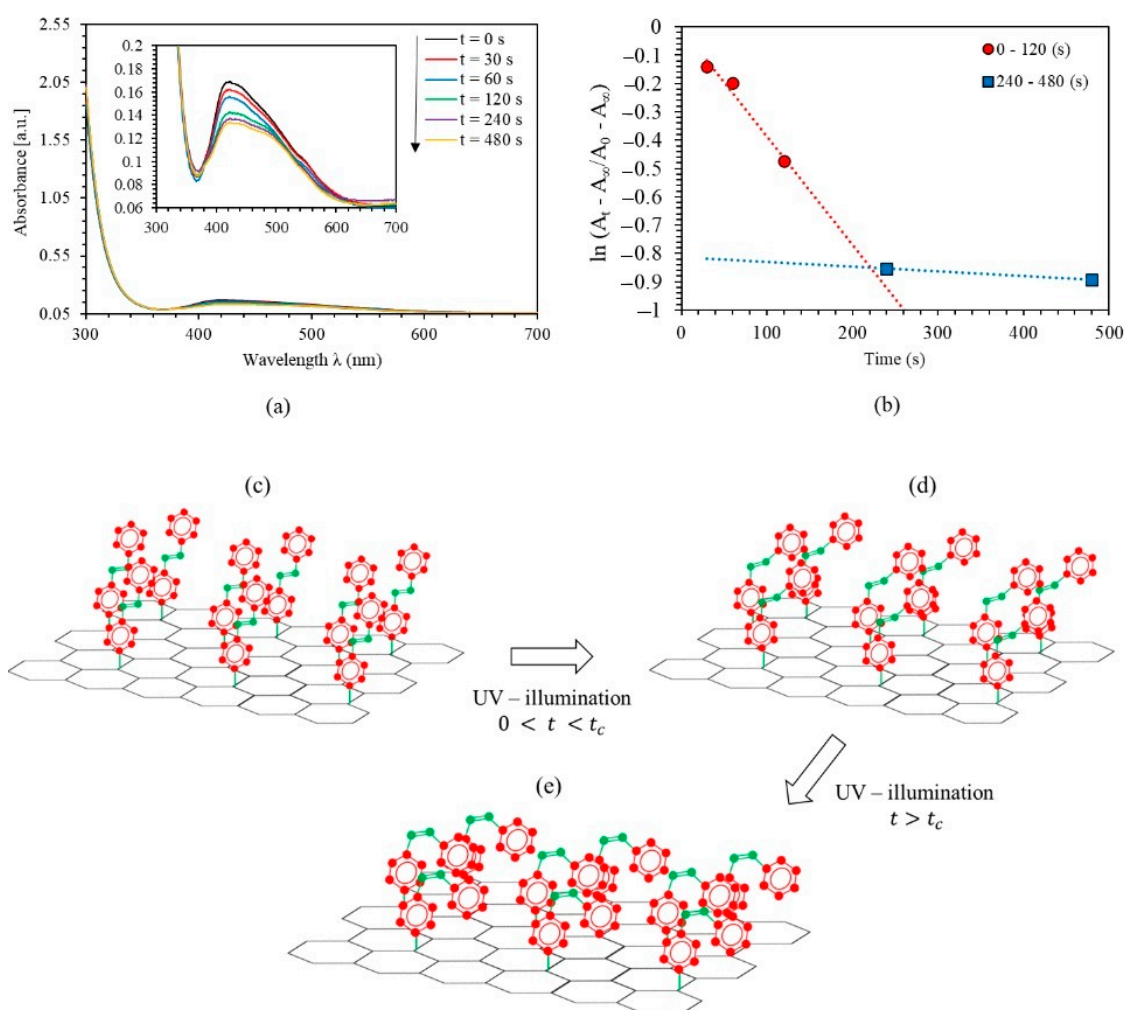 2.55
2.05
1.55
1.05
0.55
0.05
Absorbance [a.u.]
0.2
0.18
0.16
0.14
0.12
0.1
0.08
0.06
300 400 500 600 700
t = 0 s
t = 30 s
t = 60 s
t = 120 s
t = 240 s
t = 480 s
300 400 500 600 700
Wavelength λ (nm)
(a)
−0
−0.1
−0.2
−0.3
−0.4
−0.5
−0.6
−0.7
−0.8
−0.9
−1
ln (Aₜ - A∞/A₀ - A∞)
0 - 120 (s)
240 - 480 (s)
0 100 200 300 400 500
Time (s)
(b)
(c)
(d)
UV – illumination
0 < t < t_c
(e)
UV – illumination
t > t_c